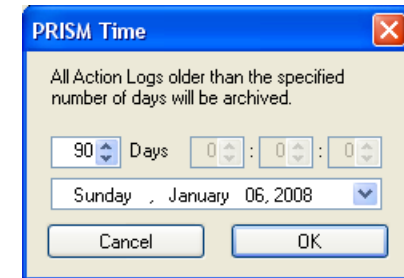 PRISM Time
All Action Logs older than the specified
number of days will be archived.
90 Days 0 : 0 : 0
Sunday , January 06, 2008
Cancel OK